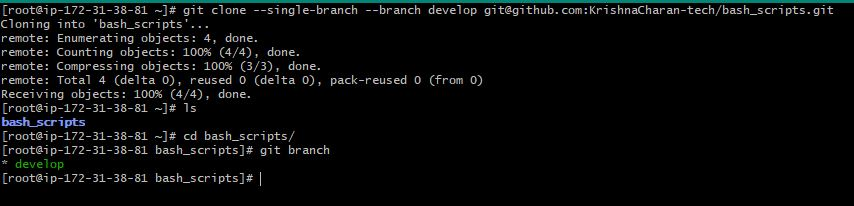 [root@ip-172-31-38-81 ~]# git clone --single-branch --branch develop git@github.com:KrishnaCharan-tech/bash_scripts.git
Cloning into 'bash_scripts'...
remote: Enumerating objects: 4, done.
remote: Counting objects: 100% (4/4), done.
remote: Compressing objects: 100% (3/3), done.
remote: Total 4 (delta 0), reused 0 (delta 0), pack-reused 0 (from 0)
Receiving objects: 100% (4/4), done.
[root@ip-172-31-38-81 ~]# ls
bash_scripts
[root@ip-172-31-38-81 ~]# cd bash_scripts/
[root@ip-172-31-38-81 bash_scripts]# git branch
* develop
[root@ip-172-31-38-81 bash_scripts]#